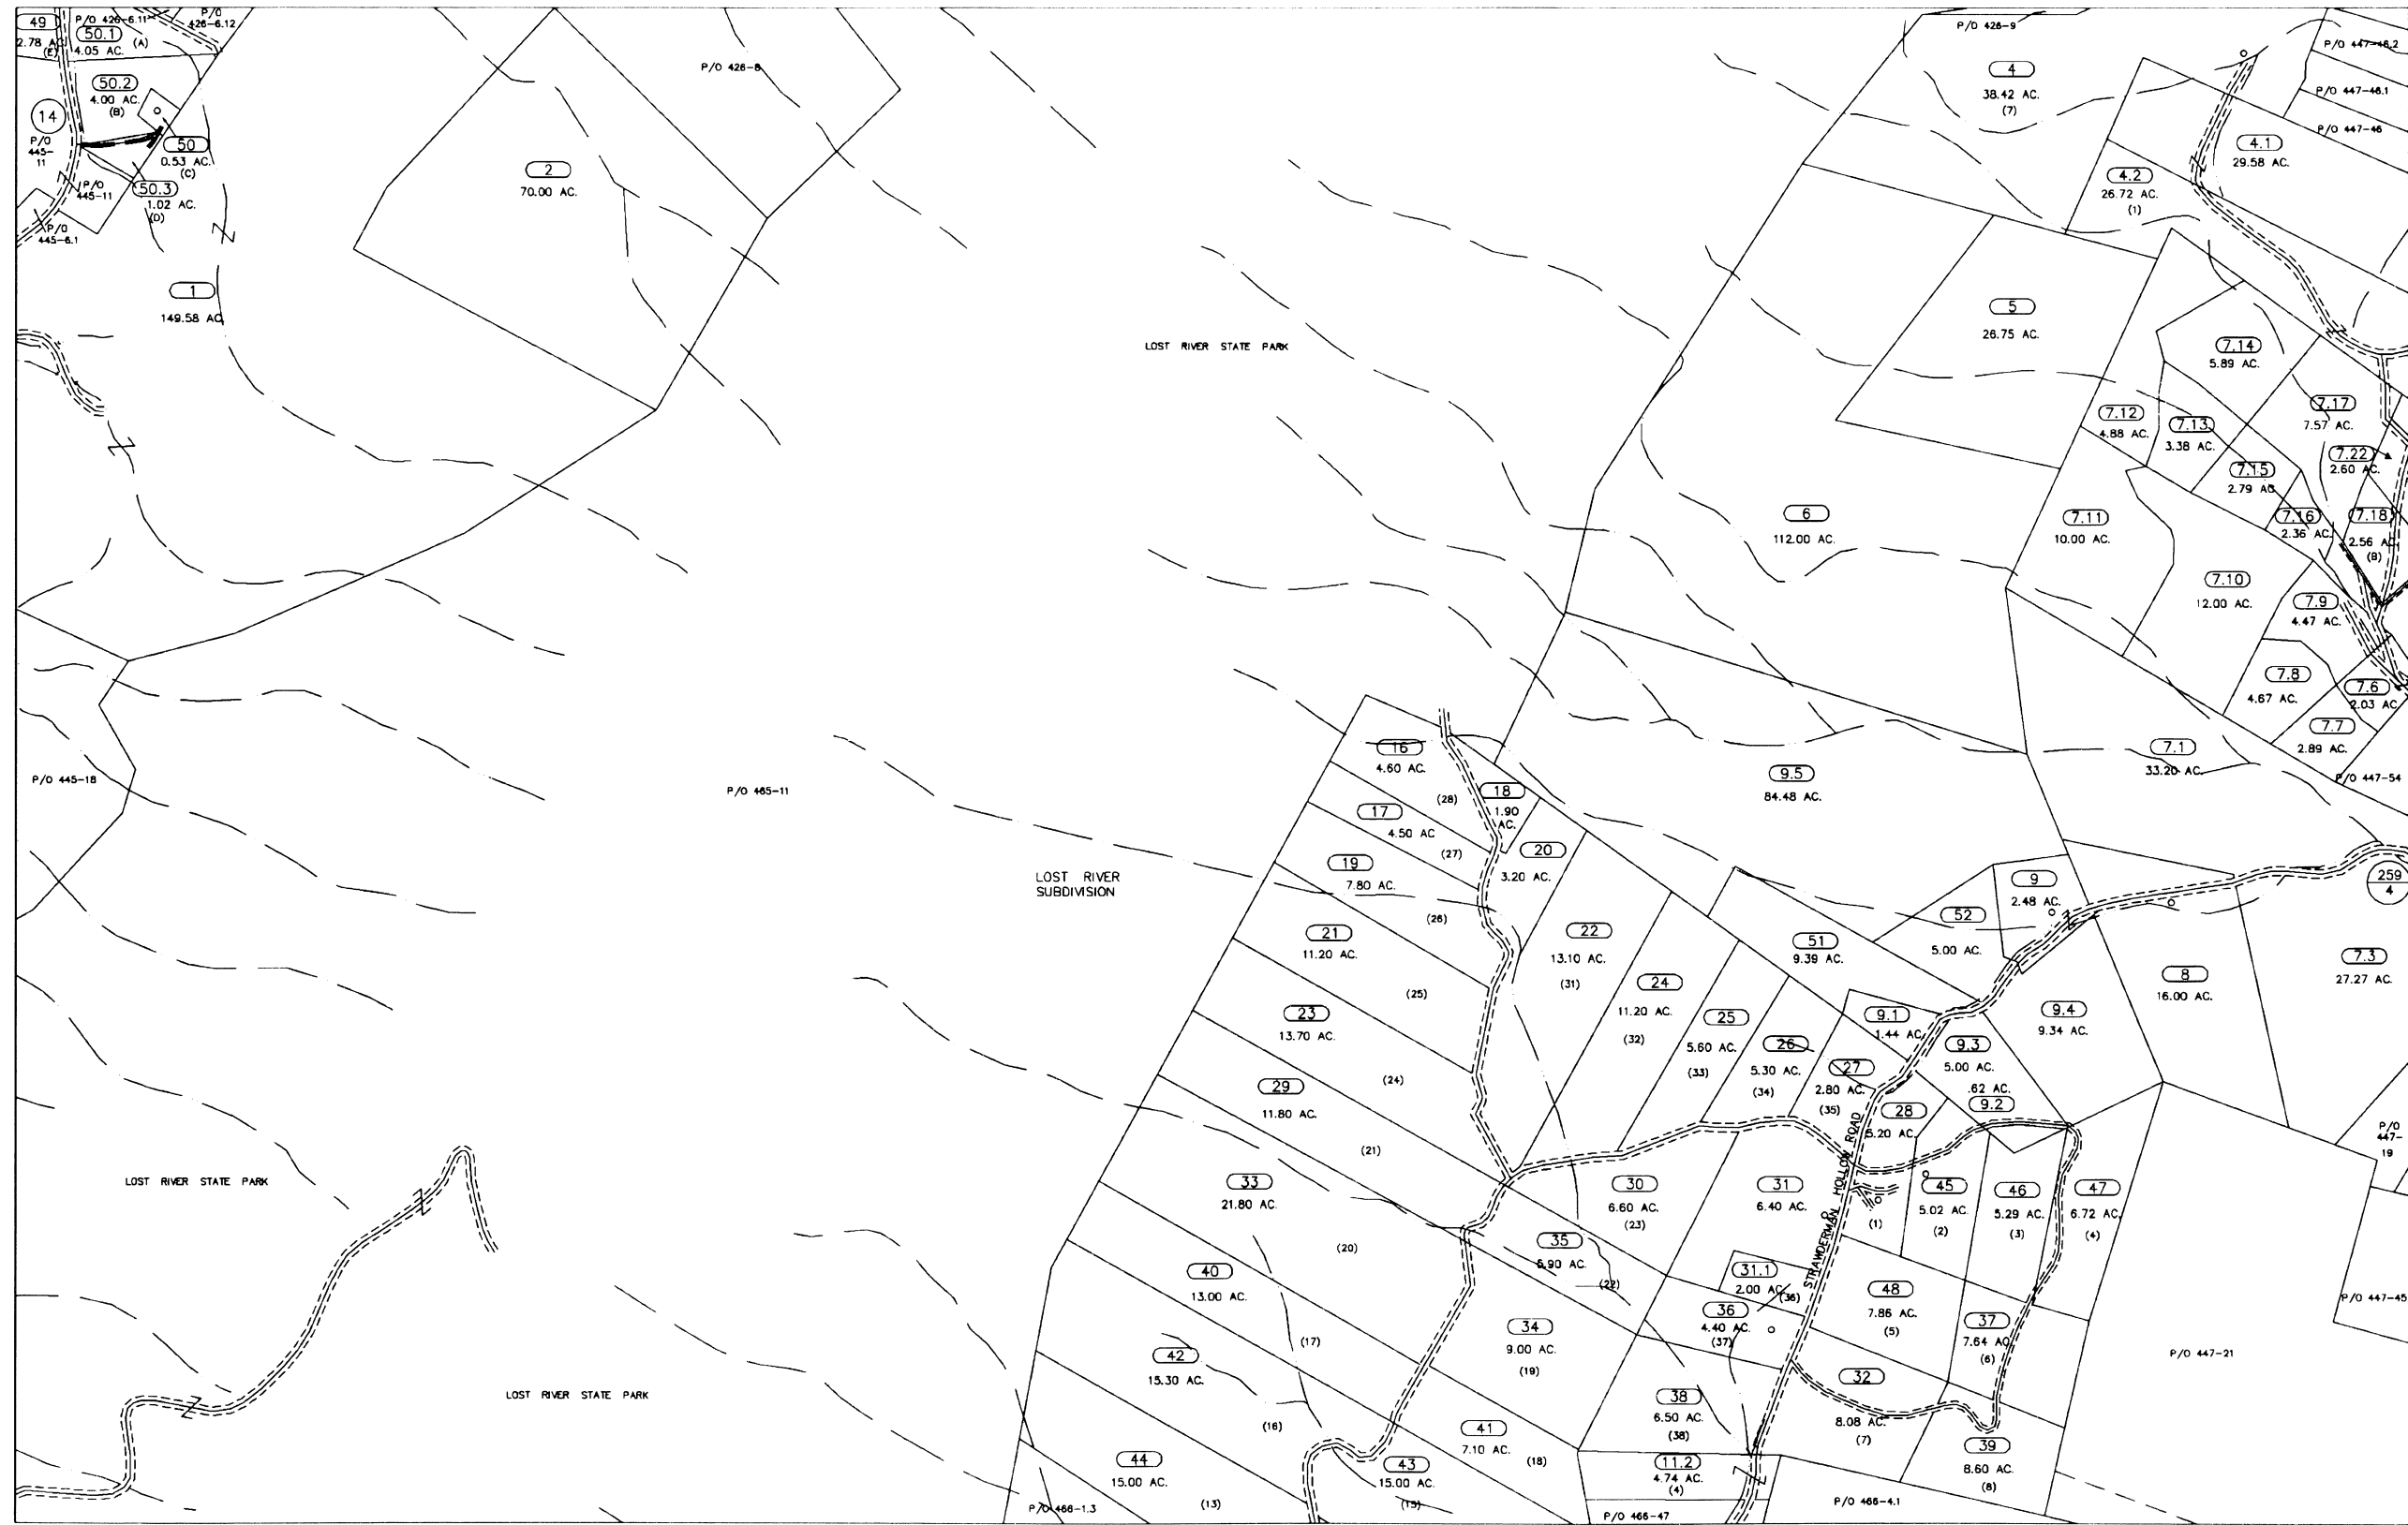 49
2.78 AC.
(E)
P/O 426-6.11
50.1
(A)
4.05 AC.
P/O
426-6.12
50.2
4.00 AC.
(B)
14
P/O
445-
11
50
0.53 AC.
(C)
P/O
445-11
50.3
1.02 AC.
(D)
P/O
445-6.1
1
149.58 AC
2
70.00 AC.
P/O 426-8
LOST RIVER STATE PARK
P/O 426-9
4
38.42 AC.
(7)
P/O 447-46.2
P/O 447-46.1
P/O 447-46
4.1
29.58 AC.
4.2
26.72 AC.
(1)
5
26.75 AC.
7.14
5.89 AC.
7.12
4.88 AC.
7.13
3.38 AC.
7.17
7.57 AC.
7.22
2.60 AC.
7.15
2.79 AC
7.16
2.36 AC.
7.18
2.56 AC.
(B)
6
112.00 AC.
7.11
10.00 AC.
7.10
12.00 AC.
7.9
4.47 AC.
7.8
4.67 AC.
7.6
2.03 AC.
7.7
2.89 AC.
7.1
33.20 AC.
P/O 447-54
P/O 445-18
P/O 465-11
LOST RIVER
SUBDIVISION
9.5
84.48 AC.
16
4.60 AC.
(28)
18
1.90
AC.
17
4.50 AC
(27)
20
3.20 AC.
19
7.80 AC.
(26)
21
11.20 AC.
(25)
22
13.10 AC.
(31)
23
13.70 AC.
(24)
24
11.20 AC.
(32)
25
5.60 AC.
(33)
26
5.30 AC.
(34)
27
2.80 AC.
(35)
51
9.39 AC.
52
5.00 AC.
9
2.48 AC.
259
4
9.1
1.44 AC.
9.3
5.00 AC.
.62 AC.
9.2
9.4
9.34 AC.
8
16.00 AC.
7.3
27.27 AC.
28
5.20 AC.
29
11.80 AC.
(21)
LOST RIVER STATE PARK
33
21.80 AC.
(20)
30
6.60 AC.
(23)
31
6.40 AC.
STRAWDERMAN HOLLOW ROAD
(1)
45
5.02 AC.
(2)
46
5.29 AC.
(3)
47
6.72 AC.
(4)
P/O
447-
19
35
5.90 AC.
(22)
31.1
2.00 AC.
(36)
40
13.00 AC.
(17)
36
4.40 AC.
(37)
48
7.86 AC.
(5)
37
7.64 AC
(6)
P/O 447-45
34
9.00 AC.
(19)
P/O 447-21
42
15.30 AC.
(16)
LOST RIVER STATE PARK
38
6.50 AC.
(38)
32
8.08 AC.
(7)
41
7.10 AC.
(18)
39
8.60 AC.
(8)
44
15.00 AC.
(13)
43
15.00 AC.
(15)
11.2
4.74 AC.
(4)
P/O 466-1.3
P/O 466-47
P/O 466-4.1